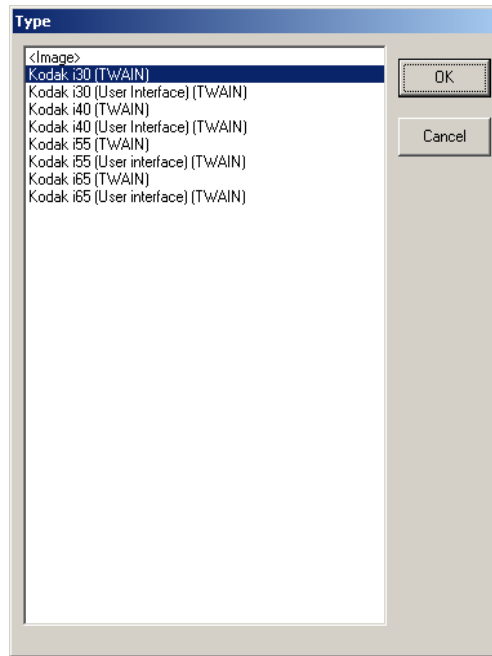 Type
<Image>
Kodak i30 (TWAIN)
Kodak i30 (User Interface) (TWAIN)
Kodak i40 (TWAIN)
Kodak i40 (User Interface) (TWAIN)
Kodak i55 (TWAIN)
Kodak i55 (User interface) (TWAIN)
Kodak i65 (TWAIN)
Kodak i65 (User interface) (TWAIN)
OK
Cancel